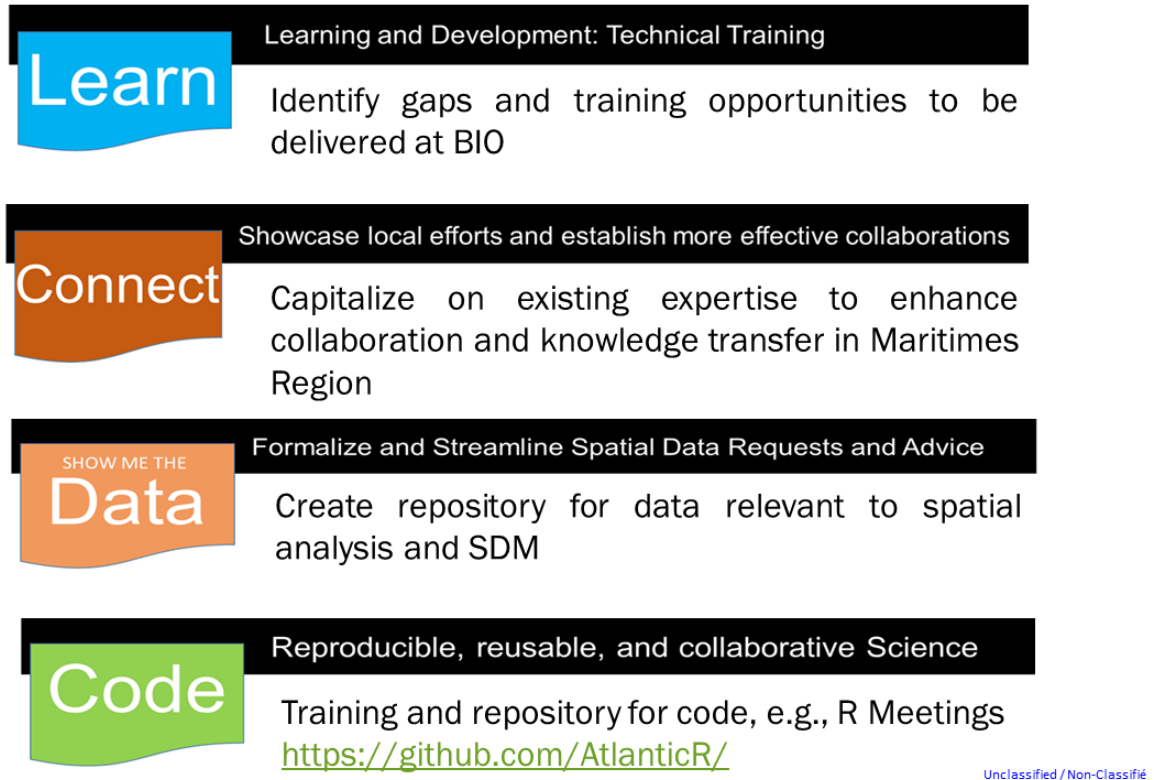 Learn
Learning and Development: Technical Training
Identify gaps and training opportunities to be
delivered at BIO
Connect
Showcase local efforts and establish more effective collaborations
Capitalize on existing expertise to enhance
collaboration and knowledge transfer in Maritimes
Region
SHOW ME THE
Data
Formalize and Streamline Spatial Data Requests and Advice
Create repository for data relevant to spatial
analysis and SDM
Code
Reproducible, reusable, and collaborative Science
Training and repository for code, e.g., R Meetings
https://github.com/AtlanticR/
Unclassified / Non-Classifié